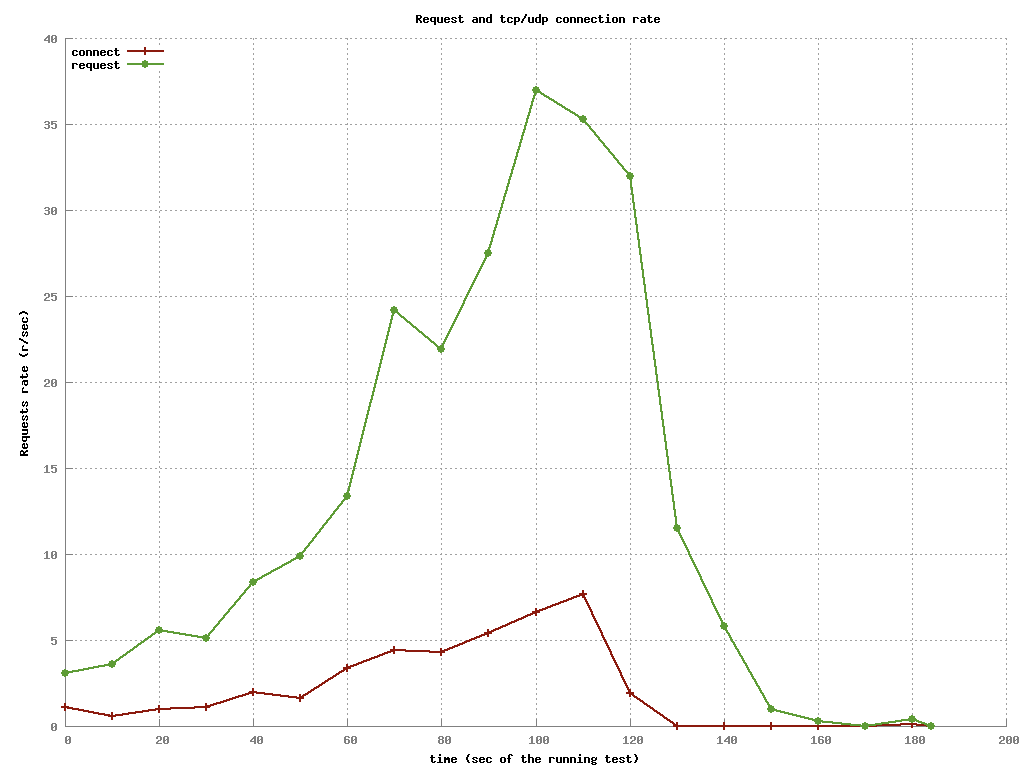 Request and tcp/udp connection rate
connect
request
40
35
30
25
20
15
10
5
0
Requests rate (r/sec)
0 20 40 60 80 100 120 140 160 180 200
time (sec of the running test)